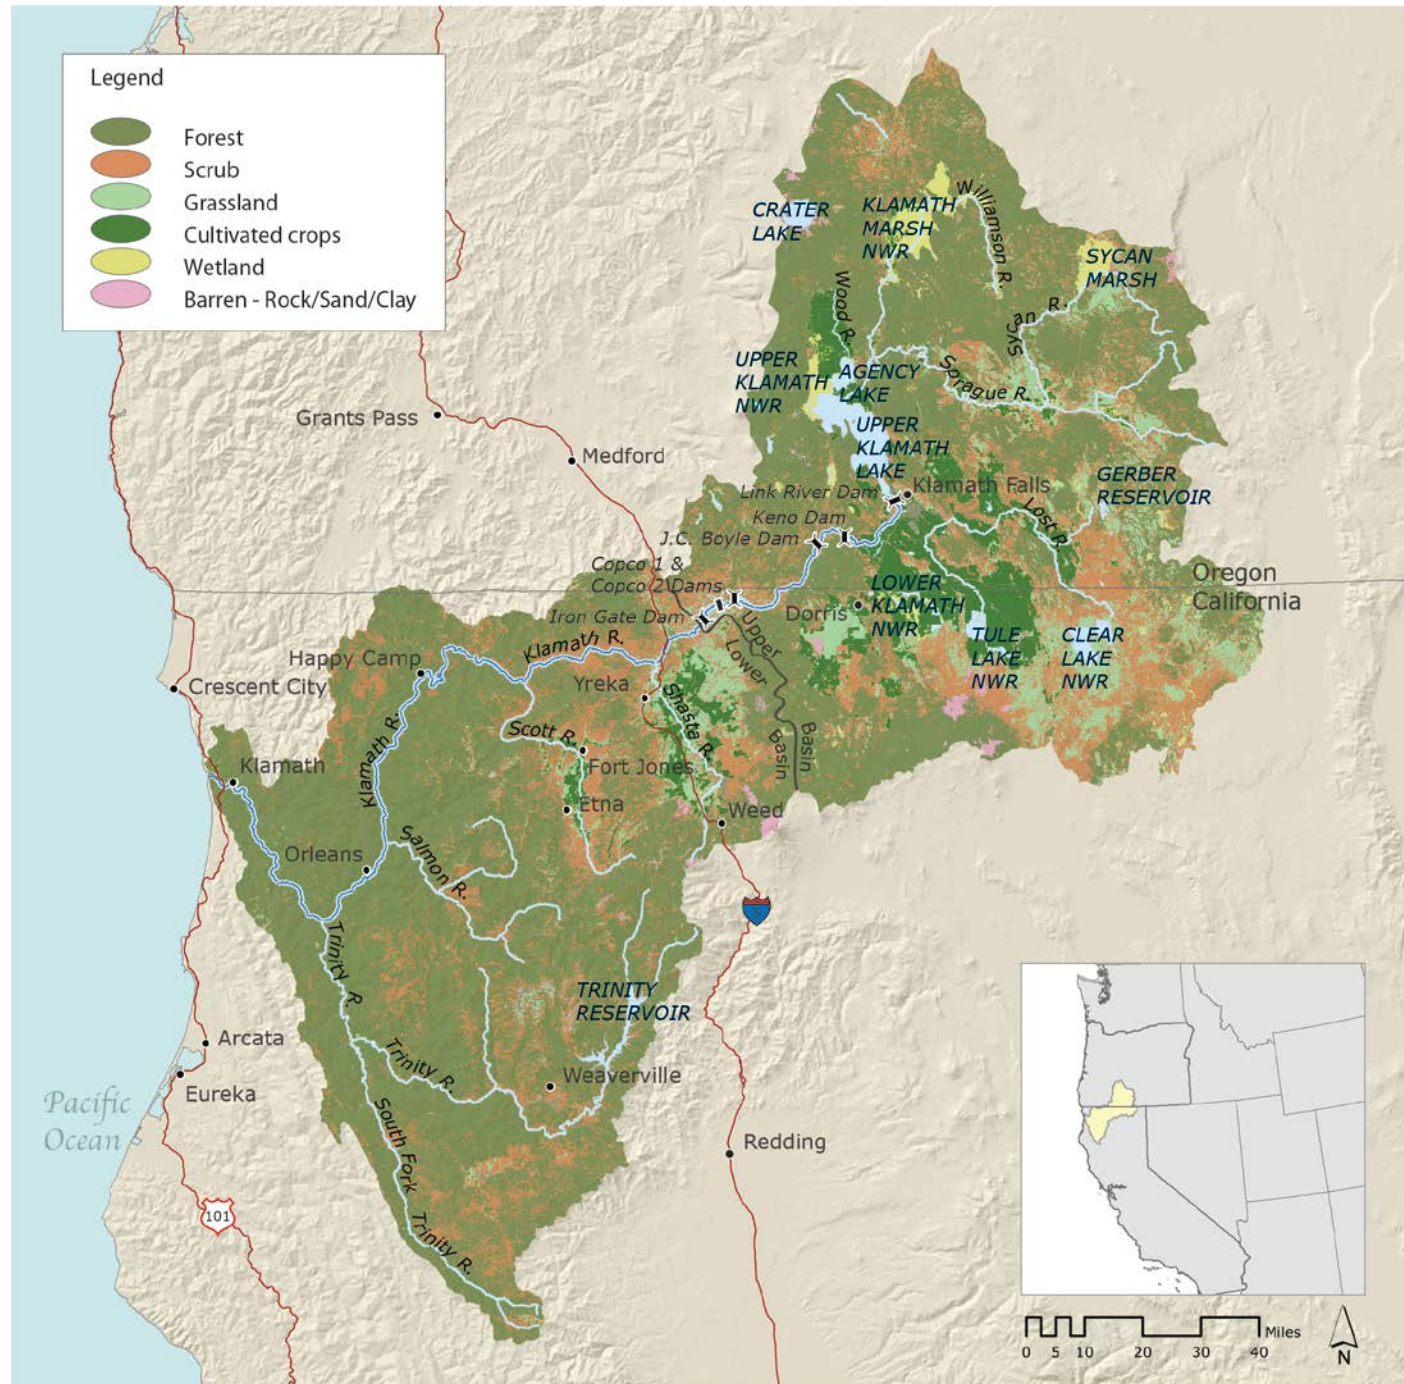 Legend
Forest
Scrub
Grassland
Cultivated crops
Wetland
Barren - Rock/Sand/Clay
CRATER
LAKE
KLAMATH
MARSH
NWR
Williamson R.
SYCAN
MARSH
Wood R.
Sycan R.
UPPER
KLAMATH
NWR
AGENCY
LAKE
Sprague R.
Grants Pass
UPPER
KLAMATH
LAKE
Medford
GERBER
RESERVOIR
Link River Dam
Klamath Falls
Keno Dam
Lost R.
J.C. Boyle Dam
Copco 1 &
Copco 2 Dams
Oregon
California
LOWER
KLAMATH
NWR
Dorris
Iron Gate Dam
Upper
Basin
Lower
Basin
TULE
LAKE
NWR
CLEAR
LAKE
NWR
Klamath R.
Happy Camp
Crescent City
Yreka
Shasta R.
Klamath R.
Scott R.
Fort Jones
Klamath
Etna
Weed
Salmon R.
Orleans
5
Trinity R
TRINITY
RESERVOIR
Arcata
Trinity R.
Weaverville
Eureka
Pacific
Ocean
South Fork
Trinity R.
Redding
101
Miles
0 5 10 20 30 40
N